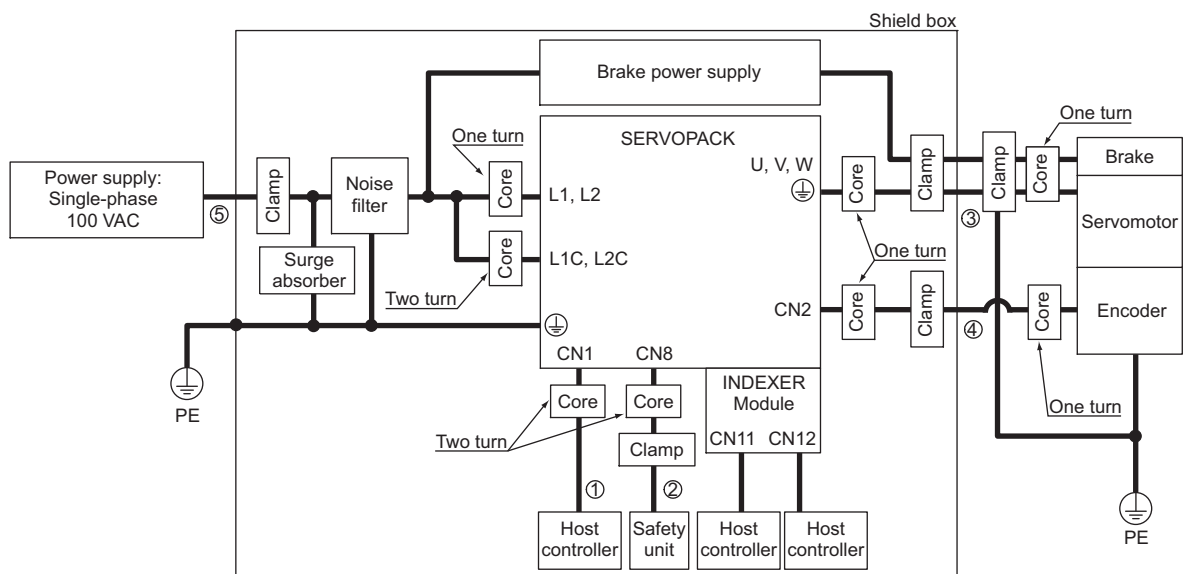 Shield box
Brake power supply
One turn
One turn
SERVOPACK
U, V, W
Core
Clamp
Clamp
Core
Brake
Power supply:
Single-phase
100 VAC
⑤
Clamp
Noise
filter
Core
L1, L2
③
Servomotor
Surge
absorber
Core
L1C, L2C
Two turn
One turn
CN2
Core
Clamp
④
Core
Encoder
PE
CN1
CN8
INDEXER
Module
One turn
Core
Core
Two turn
Clamp
CN11
CN12
①
②
PE
Host
controller
Safety
unit
Host
controller
Host
controller